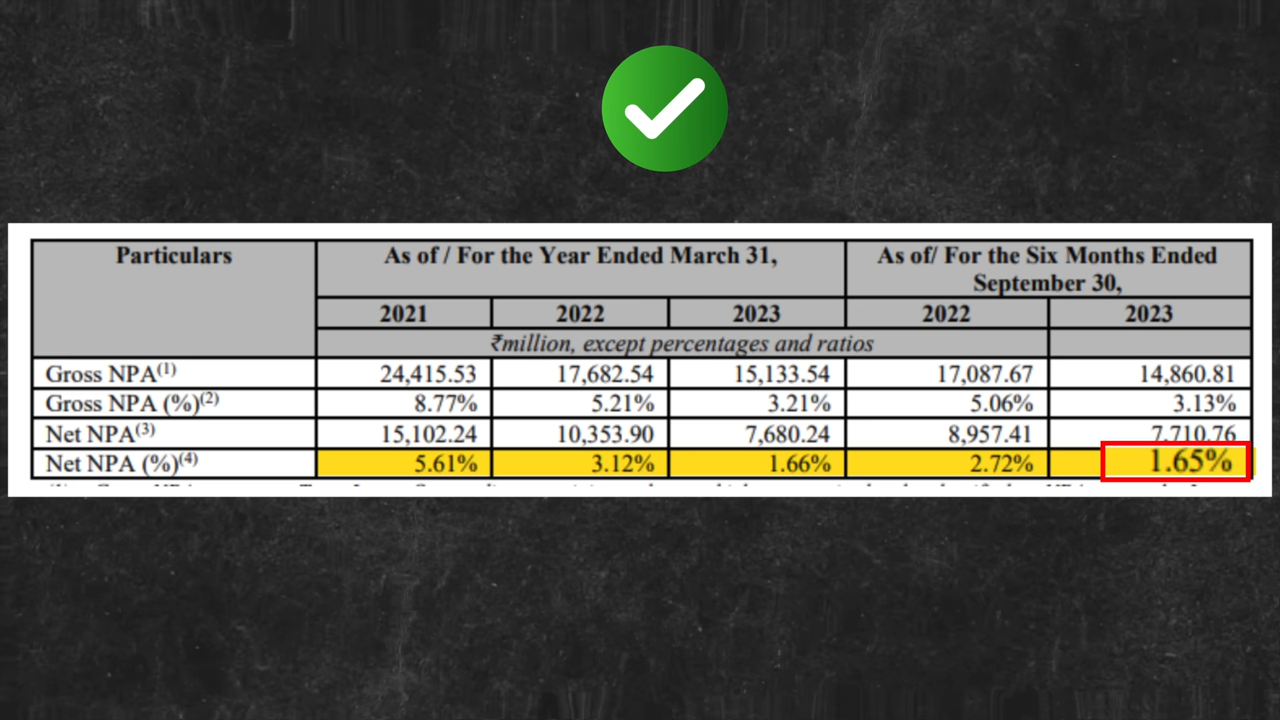 Particulars
As of / For the Year Ended March 31,
As of/ For the Six Months Ended
September 30,
2021 2022 2023 2022 2023
₹million, except percentages and ratios
Gross NPA(1) 24,415.53 17,682.54 15,133.54 17,087.67 14,860.81
Gross NPA (%)(2) 8.77% 5.21% 3.21% 5.06% 3.13%
Net NPA(3) 15,102.24 10,353.90 7,680.24 8,957.41 7,710.76
Net NPA (%)(4) 5.61% 3.12% 1.66% 2.72% 1.65%